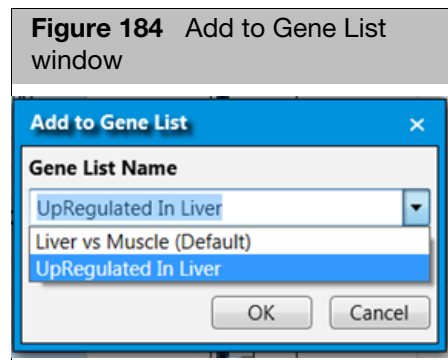 Figure 184 Add to Gene List
window
Add to Gene List
Gene List Name
UpRegulated In Liver
Liver vs Muscle (Default)
UpRegulated In Liver
OK Cancel